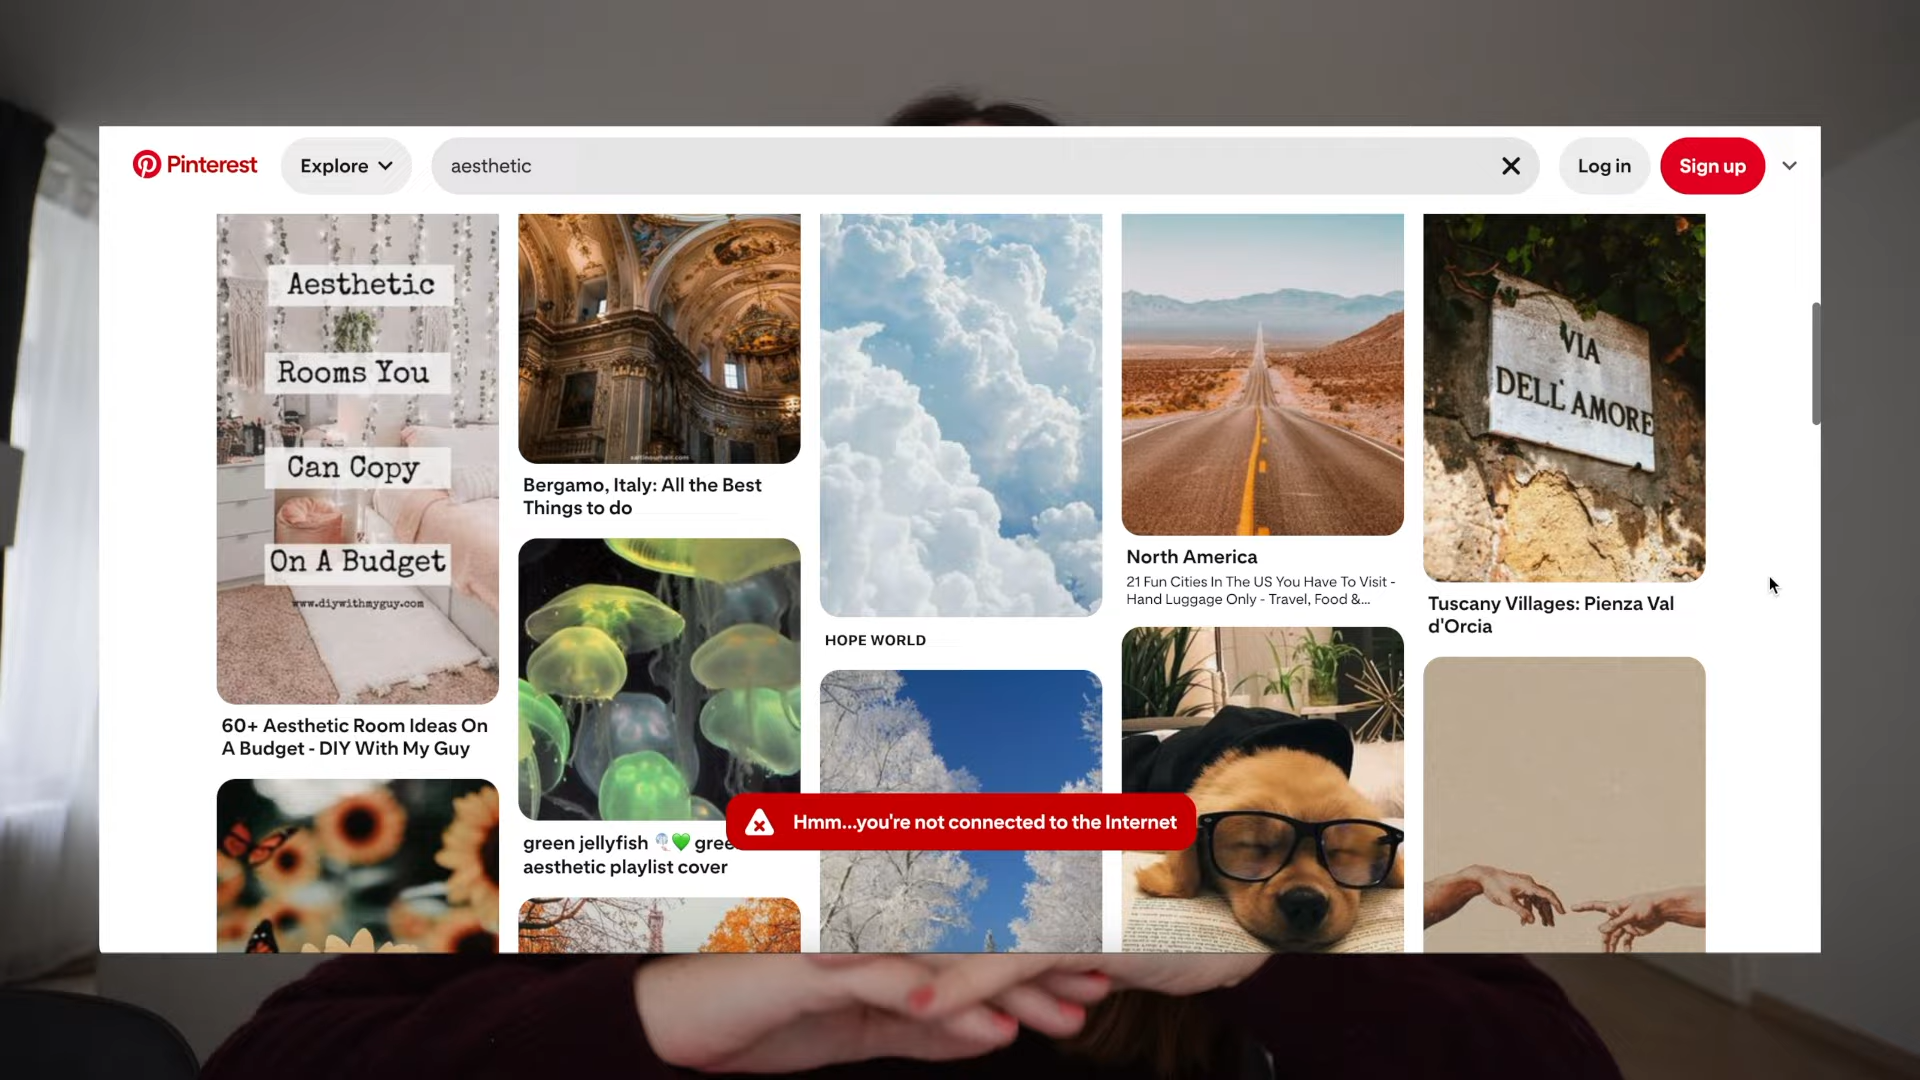 Pinterest
Explore
aesthetic
Log in
Sign up
Aesthetic
Rooms You
Can Copy
On A Budget
www.diywithmyguy.com
60+ Aesthetic Room Ideas On
A Budget - DIY With My Guy
Bergamo, Italy: All the Best
Things to do
green jellyfish 💚 gree
aesthetic playlist cover
HOPE WORLD
North America
21 Fun Cities In The US You Have To Visit -
Hand Luggage Only - Travel, Food &...
VIA
DELL'AMORE
Tuscany Villages: Pienza Val
d'Orcia
Hmm...you're not connected to the Internet